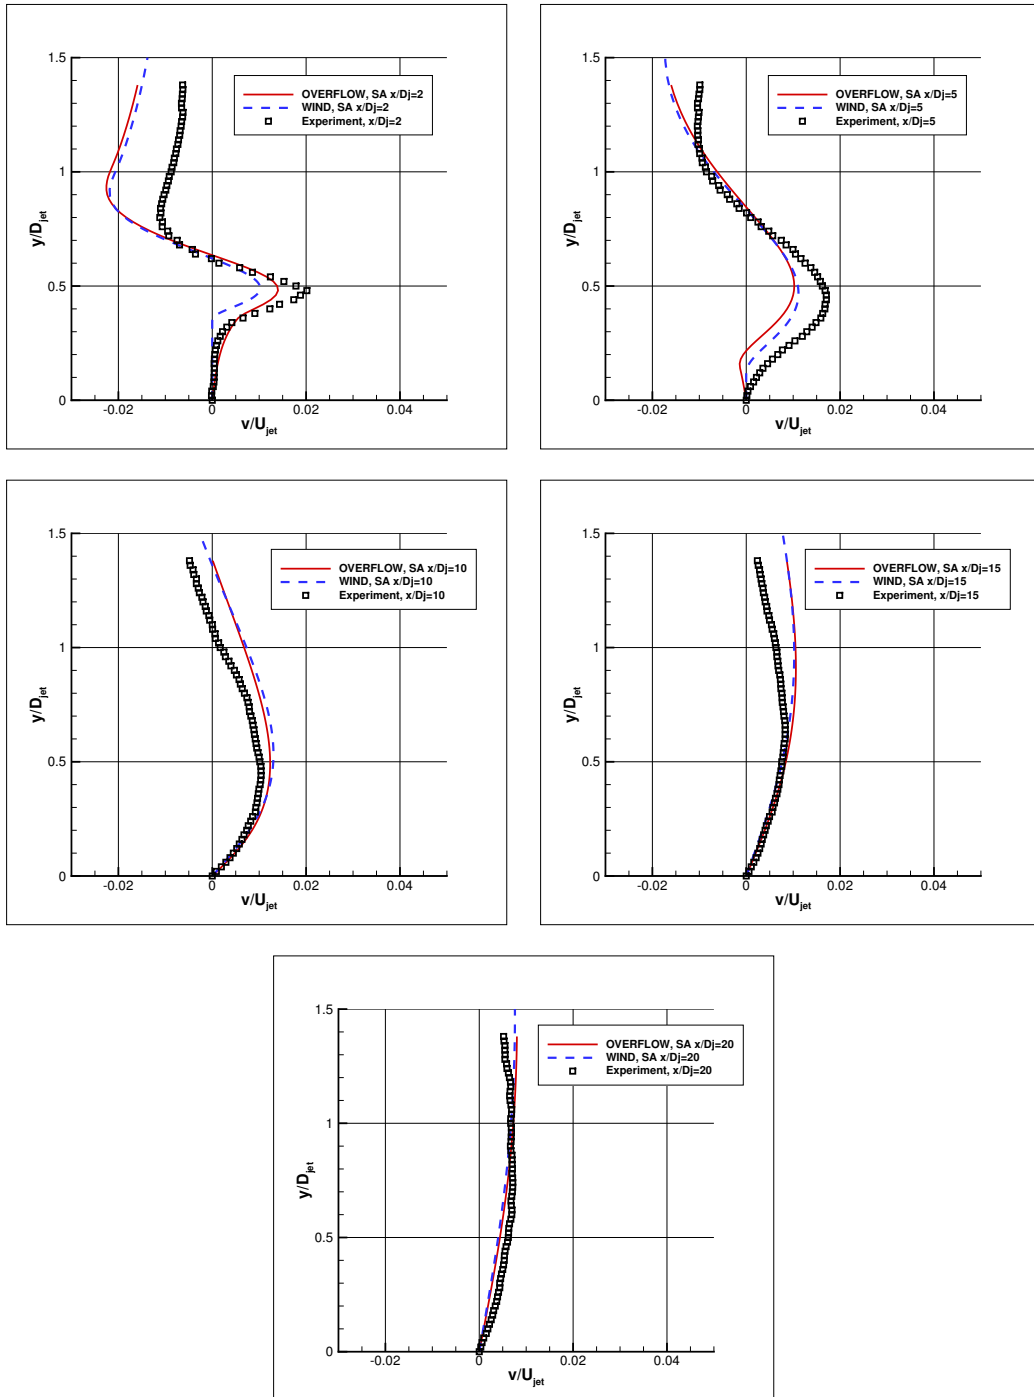 1.5
1
0.5
0
y/Djet
-0.02
0
0.02
0.04
v/Ujet
OVERFLOW, SA x/Dj=2
WIND, SA x/Dj=2
Experiment, x/Dj=2
1.5
1
0.5
0
y/Djet
-0.02
0
0.02
0.04
v/Ujet
OVERFLOW, SA x/Dj=5
WIND, SA x/Dj=5
Experiment, x/Dj=5
1.5
1
0.5
0
y/Djet
-0.02
0
0.02
0.04
v/Ujet
OVERFLOW, SA x/Dj=10
WIND, SA x/Dj=10
Experiment, x/Dj=10
1.5
1
0.5
0
y/Djet
-0.02
0
0.02
0.04
v/Ujet
OVERFLOW, SA x/Dj=15
WIND, SA x/Dj=15
Experiment, x/Dj=15
1.5
1
0.5
0
y/Djet
-0.02
0
0.02
0.04
v/Ujet
OVERFLOW, SA x/Dj=20
WIND, SA x/Dj=20
Experiment, x/Dj=20